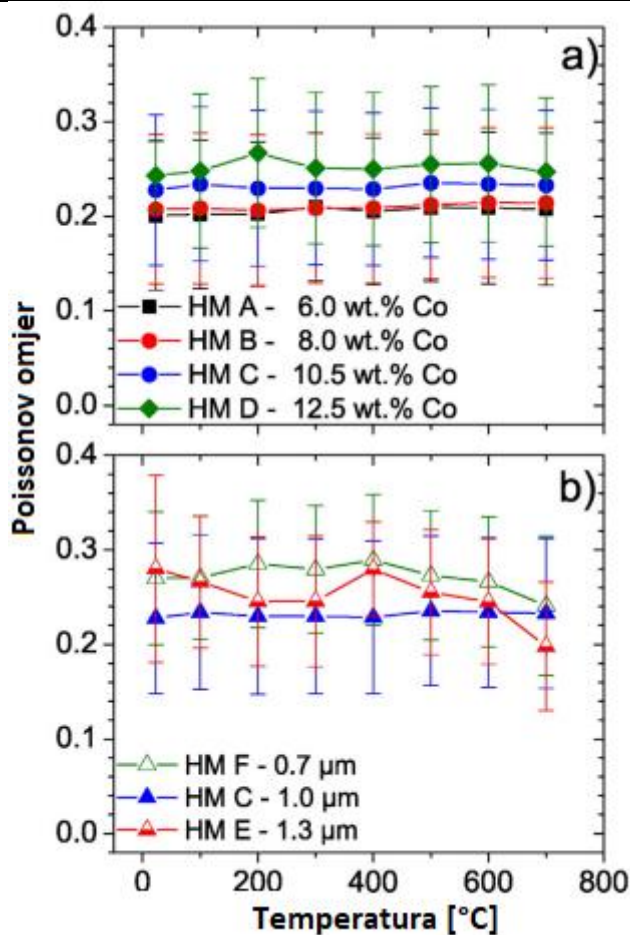 0.4
a)
0.3
0.2
0.1
HM A - 6.0 wt.% Co
HM B - 8.0 wt.% Co
HM C - 10.5 wt.% Co
HM D - 12.5 wt.% Co
0.0
Poissonov omjer
0.4
b)
0.3
0.2
0.1
HM F - 0.7 µm
HM C - 1.0 µm
HM E - 1.3 µm
0.0
0 200 400 600 800
Temperatura [°C]